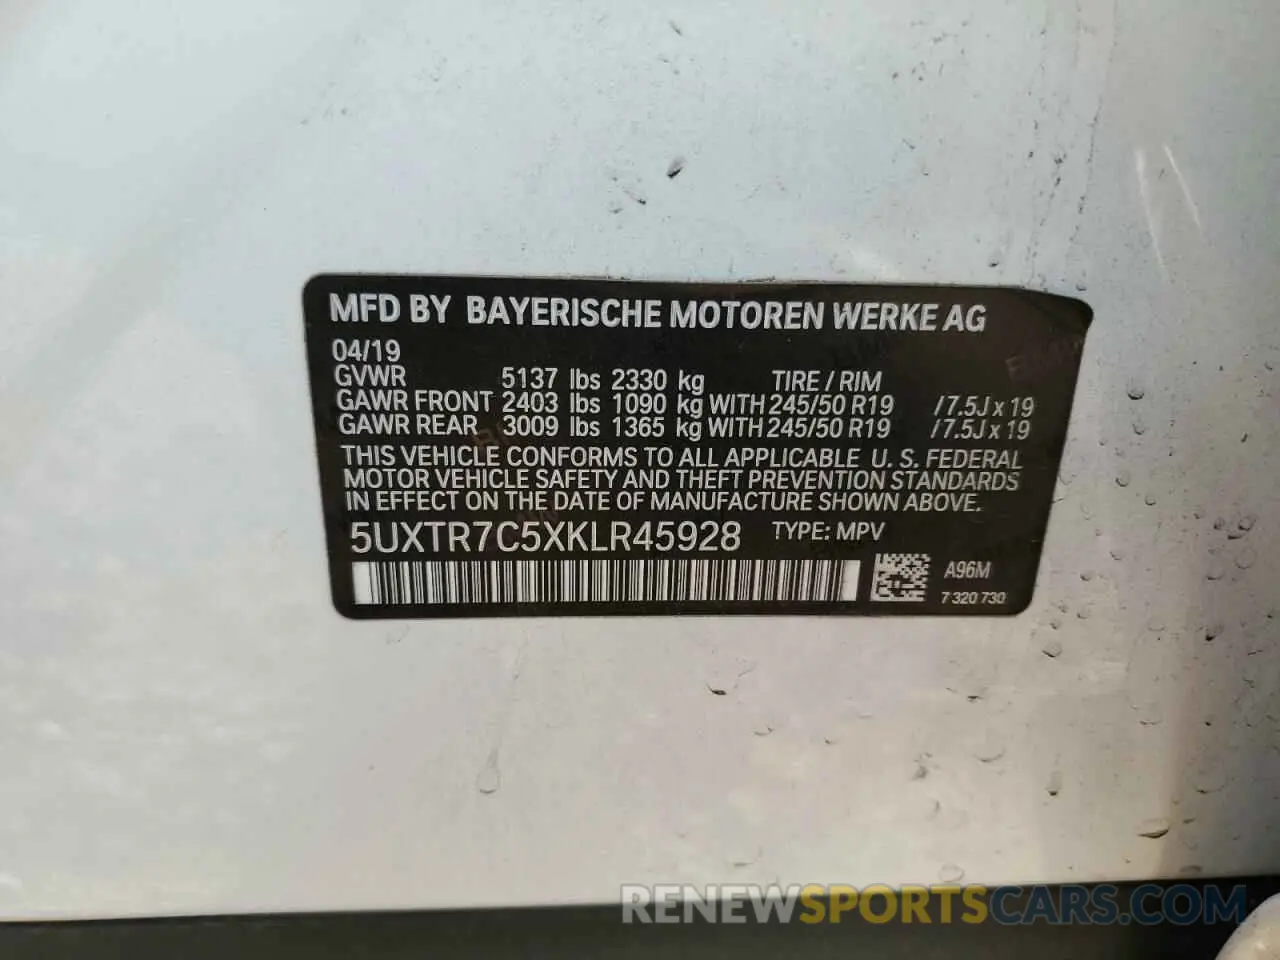 MFD BY BAYERISCHE MOTOREN WERKE AG
04/19
GVWR 5137 lbs 2330 kg TIRE / RIM
GAWR FRONT 2403 lbs 1090 kg WITH 245/50 R19 / 7.5J x 19
GAWR REAR 3009 lbs 1365 kg WITH 245/50 R19 / 7.5J x 19
THIS VEHICLE CONFORMS TO ALL APPLICABLE U. S. FEDERAL
MOTOR VEHICLE SAFETY AND THEFT PREVENTION STANDARDS
IN EFFECT ON THE DATE OF MANUFACTURE SHOWN ABOVE.
5UXTR7C5XKLR45928 TYPE: MPV
A96M
7 320 730
RENEWSPORTSCARS.COM